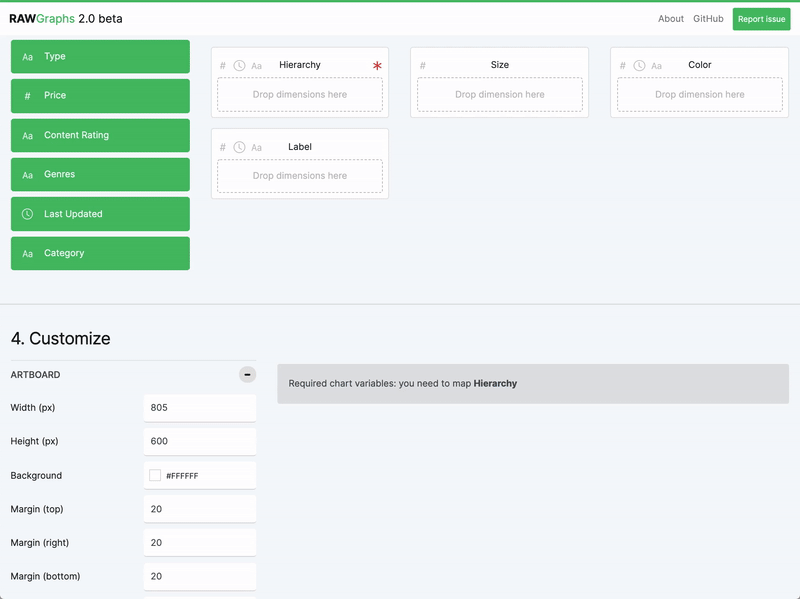 RAWGraphs 2.0 beta
About GitHub Report issue
Aa Type
# Price
Aa Content Rating
Aa Genres
Last Updated
Aa Category
# Aa Hierarchy *
Drop dimensions here
# Size
Drop dimension here
# Aa Color
Drop dimension here
# Aa Label
Drop dimensions here
4. Customize
ARTBOARD
Width (px) 805
Height (px) 600
Background #FFFFFF
Margin (top) 20
Margin (right) 20
Margin (bottom) 20
Required chart variables: you need to map Hierarchy